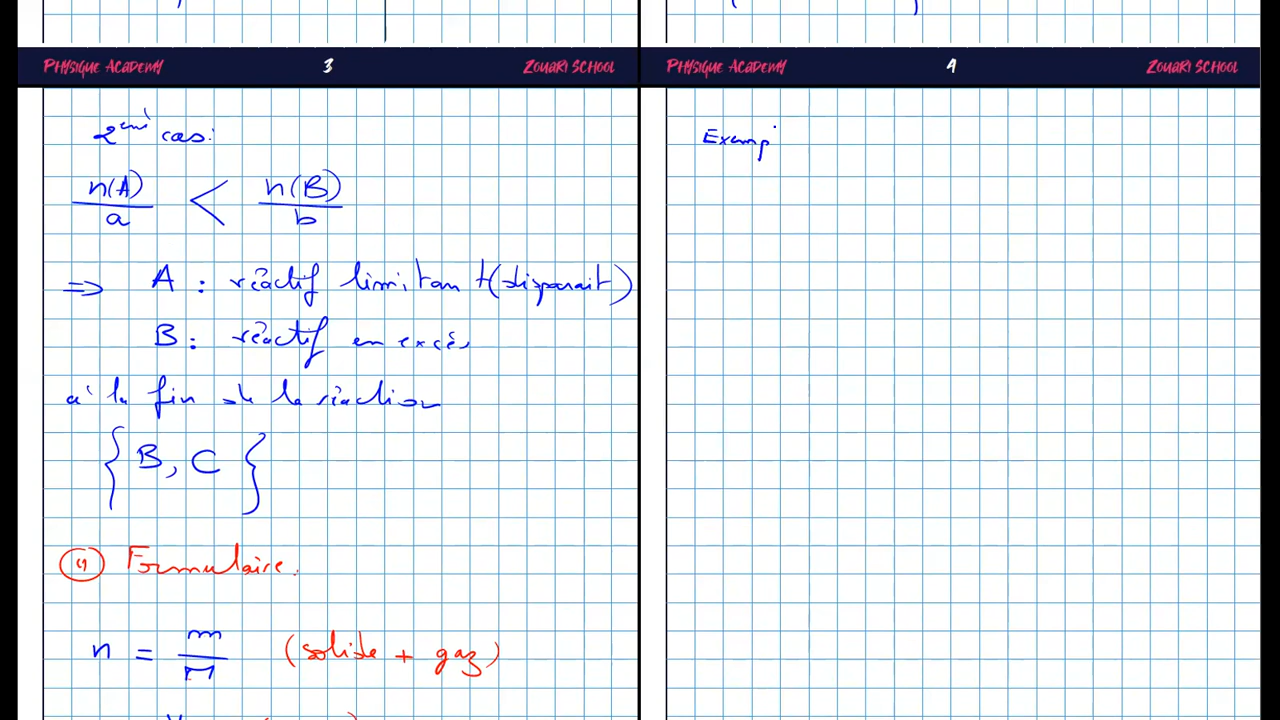 PHYSIQUE ACADEMY 3 ZOUARI SCHOOL
2ème cas:
n(A)/a < n(B)/b
=> A : réactif limitant (disparait)
B : réactif en excès
à la fin de la réaction
{ B, C }
4 Formulaire.
n = m/M (solide + gaz)
PHYSIQUE ACADEMY 4 ZOUARI SCHOOL
Exemp